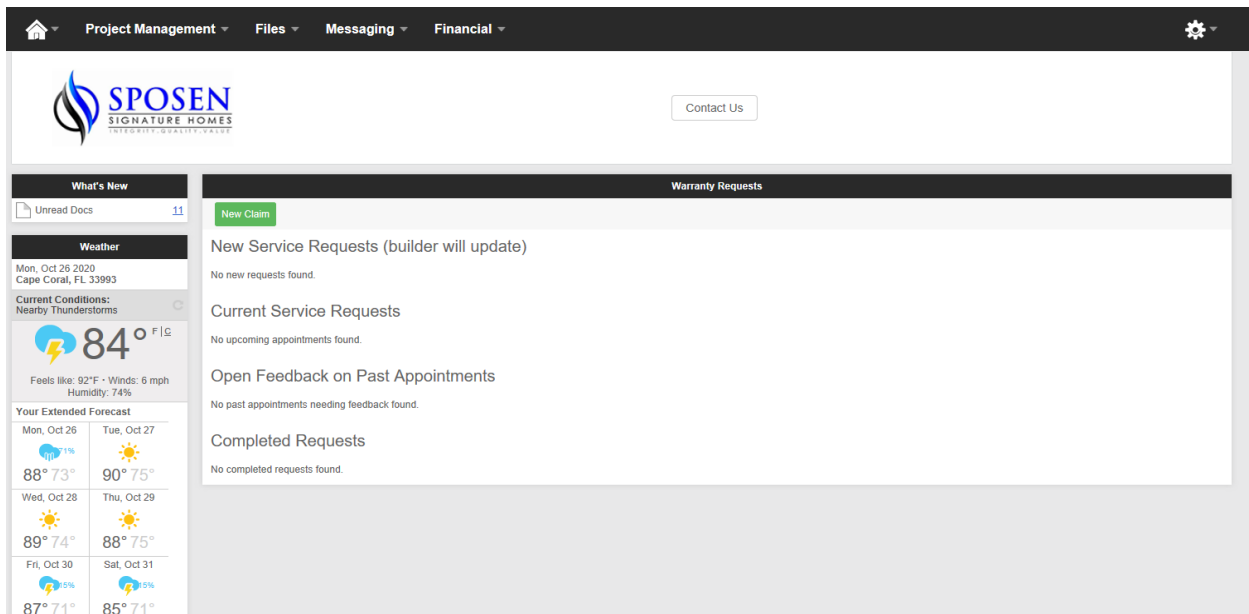 Project Management Files Messaging Financial
SPOSEN
SIGNATURE HOMES
INTEGRITY.QUALITY.VALUE
Contact Us
What's New
Unread Docs 11
Weather
Mon, Oct 26 2020
Cape Coral, FL 33993
Current Conditions:
Nearby Thunderstorms
84° F|C
Feels like: 92°F · Winds: 6 mph
Humidity: 74%
Your Extended Forecast
Mon, Oct 26 Tue, Oct 27
71%
88° 73° 90° 75°
Wed, Oct 28 Thu, Oct 29
89° 74° 88° 75°
Fri, Oct 30 Sat, Oct 31
15% 15%
87° 71° 85° 71°
Warranty Requests
New Claim
New Service Requests (builder will update)
No new requests found.
Current Service Requests
No upcoming appointments found.
Open Feedback on Past Appointments
No past appointments needing feedback found.
Completed Requests
No completed requests found.